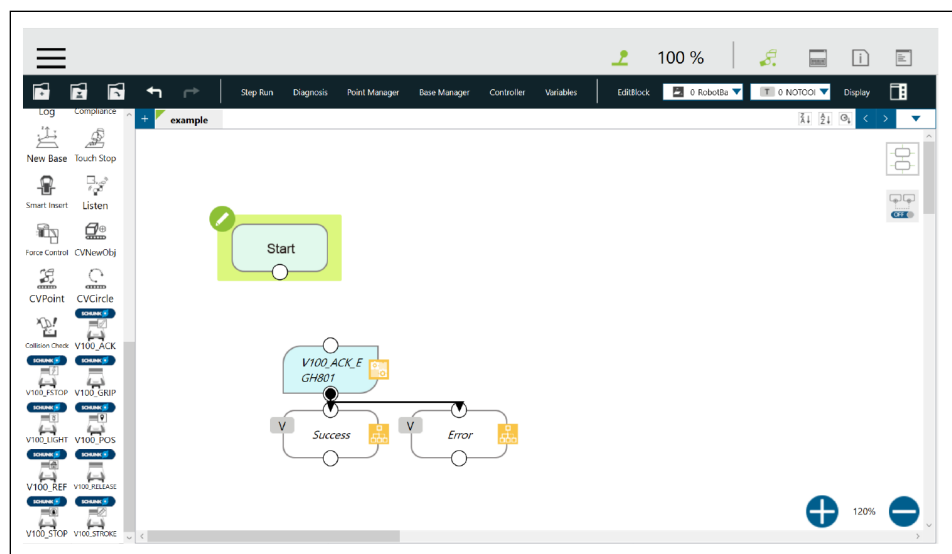 100 %
Step Run Diagnosis Point Manager Base Manager Controller Variables EditBlock 0 RobotBa T 0 NOTOOl Display
Log Compliance
+ example
New Base Touch Stop
Smart Insert Listen
Force Control CVNewObj
CVPoint CVCircle
SCHUNK
Collision Check V100_ACK
SCHUNK SCHUNK
V100_FSTOP V100_GRIP
SCHUNK SCHUNK
V100_LIGHT V100_POS
SCHUNK SCHUNK
V100_REF V100_RELEASE
SCHUNK SCHUNK
V100_STOP V100_STROKE
Start
V100_ACK_E
GH801
V Success
V Error
OFF
120%